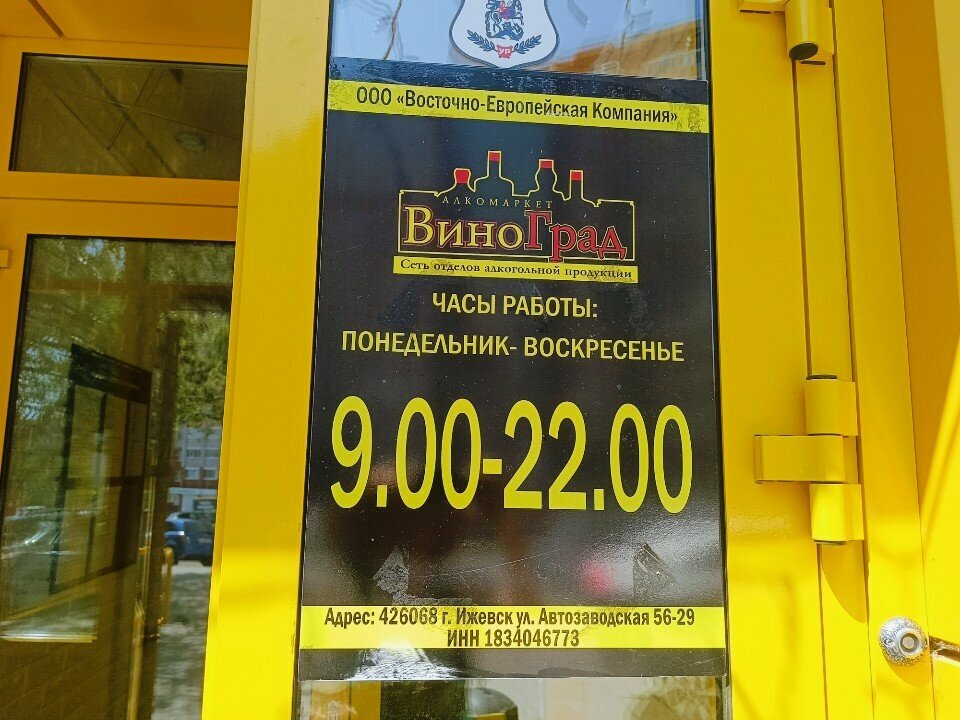 УР
ООО «Восточно-Европейская Компания»
АЛКОМАРКЕТ
ВиноГрад
Сеть отделов алкогольной продукции
ЧАСЫ РАБОТЫ:
ПОНЕДЕЛЬНИК- ВОСКРЕСЕНЬЕ
9.00-22.00
Адрес: 426068 г. Ижевск ул. Автозаводская 56-29
ИНН 1834046773